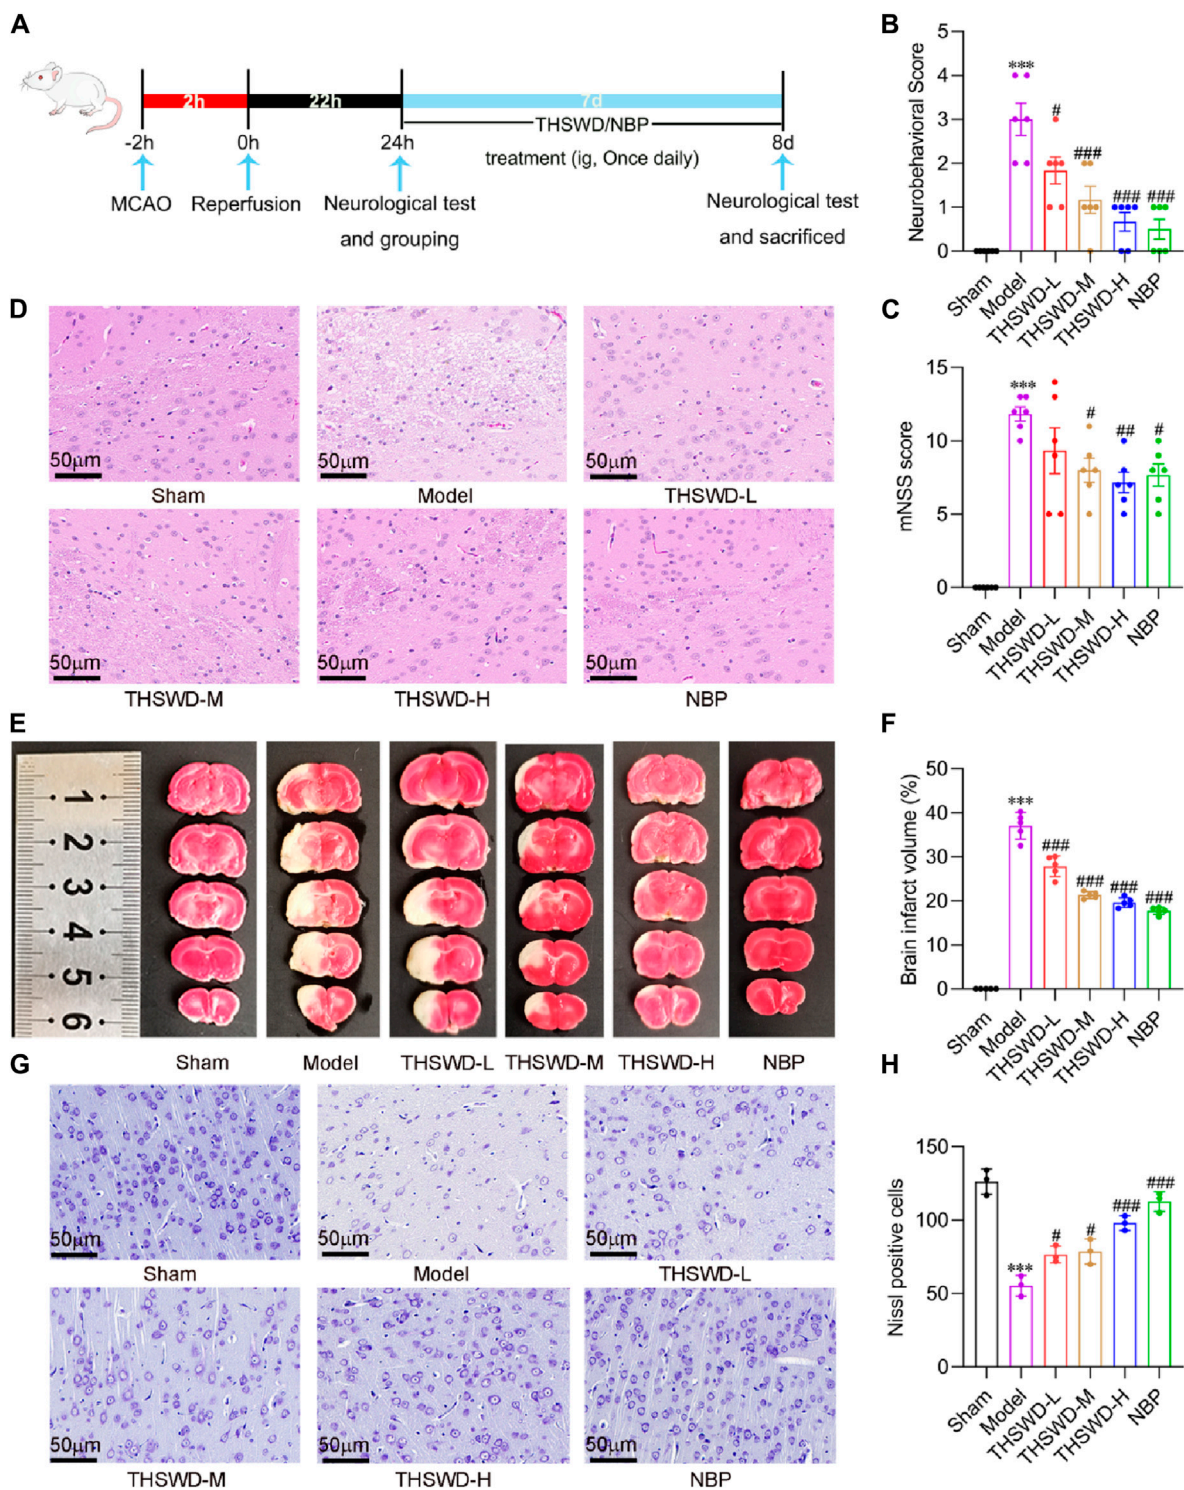 A
2h
22h
7d
THSWD/NBP
-2h
0h
24h
treatment (ig, Once daily)
8d
MCAO
Reperfusion
Neurological test
and grouping
Neurological test
and sacrificed
B
Neurobehavioral Score
5
4
3
2
1
0
***
#
###
###
###
Sham
Model
THSWD-L
THSWD-M
THSWD-H
NBP
C
mNSS score
15
10
5
0
***
#
##
#
Sham
Model
THSWD-L
THSWD-M
THSWD-H
NBP
D
50µm
50µm
50µm
Sham
Model
THSWD-L
50µm
50µm
50µm
THSWD-M
THSWD-H
NBP
E
1
2
3
4
5
6
Sham
Model
THSWD-L
THSWD-M
THSWD-H
NBP
F
Brain infarct volume (%)
50
40
30
20
10
0
***
###
###
###
###
Sham
Model
THSWD-L
THSWD-M
THSWD-H
NBP
G
50µm
50µm
50µm
Sham
Model
THSWD-L
50µm
50µm
50µm
THSWD-M
THSWD-H
NBP
H
Nissl positive cells
150
100
50
0
***
#
#
###
###
Sham
Model
THSWD-L
THSWD-M
THSWD-H
NBP